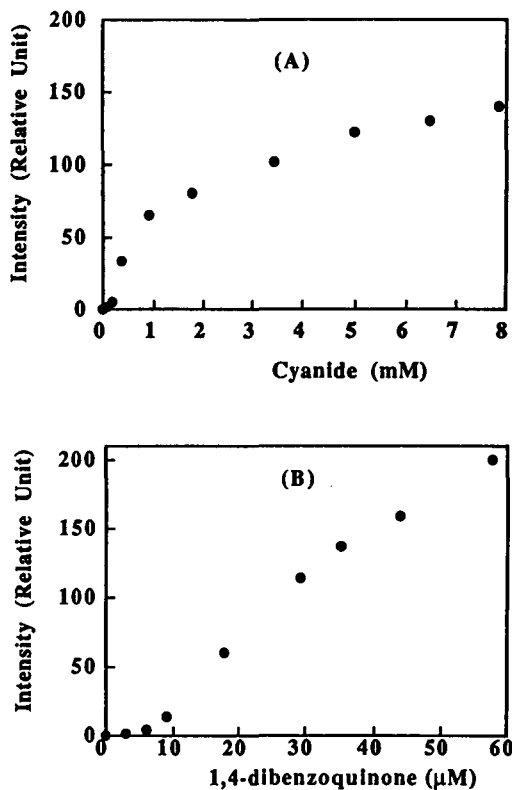 200
(A)
150
100
50
0
Intensity (Relative Unit)
0 1 2 3 4 5 6 7 8
Cyanide (mM)
200
(B)
150
100
50
0
Intensity (Relative Unit)
0 10 20 30 40 50 60
1,4-dibenzoquinone (μM)